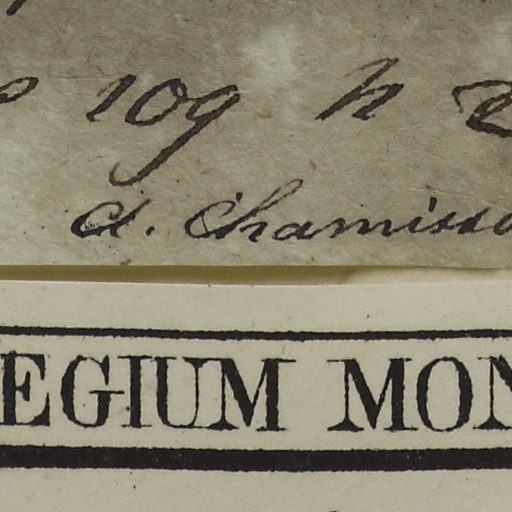 109 h
d. Chamisso
EGIUM MON